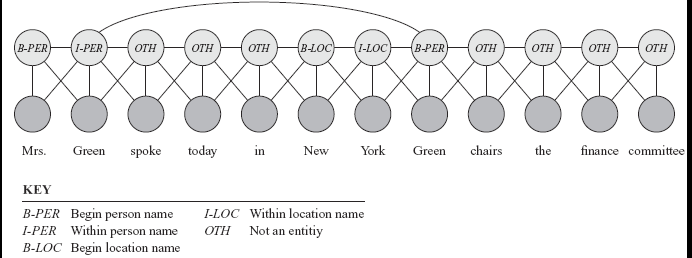 B-PER I-PER OTH OTH OTH B-LOC I-LOC B-PER OTH OTH OTH OTH
Mrs. Green spoke today in New York Green chairs the finance committee
KEY
B-PER Begin person name I-LOC Within location name
I-PER Within person name OTH Not an entitiy
B-LOC Begin location name